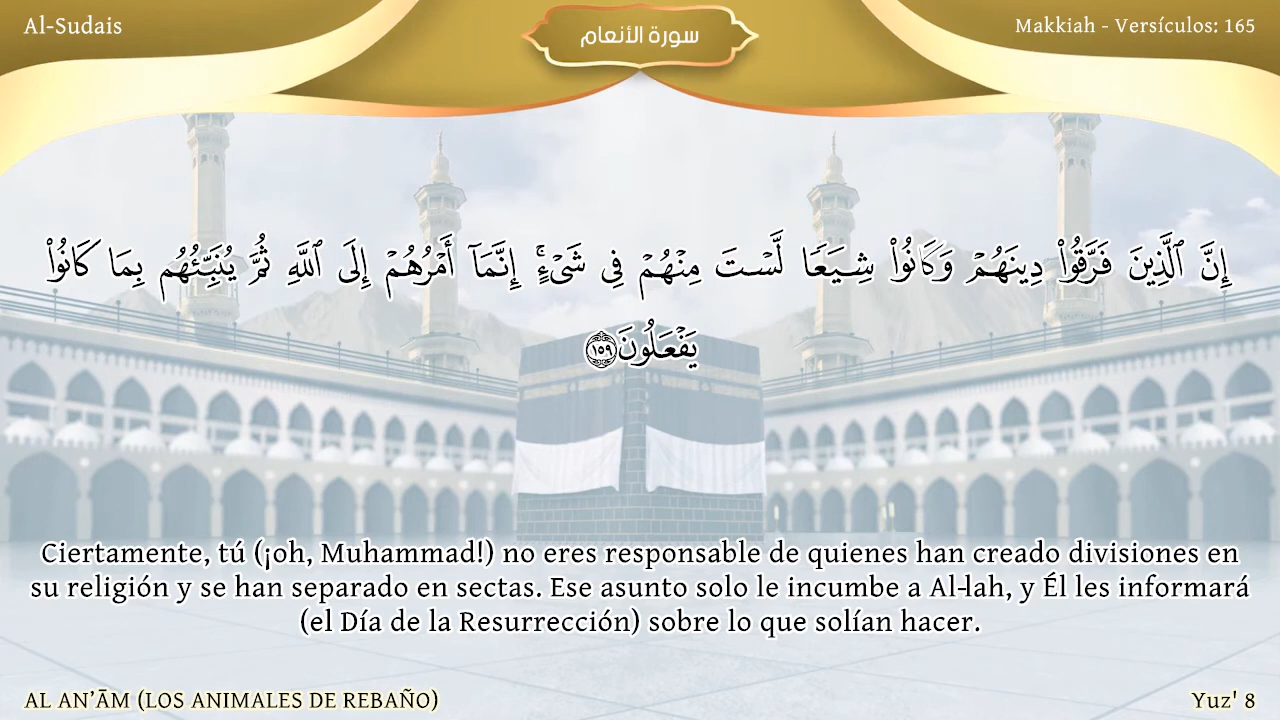 Al-Sudais
سورة الأنعام
Makkiah - Versículos: 165
إِنَّ ٱلَّذِينَ فَرَّقُوا۟ دِينَهُمْ وَكَانُوا۟ شِيَعًا لَّسْتَ مِنْهُمْ فِى شَىْءٍ ۚ إِنَّمَآ أَمْرُهُمْ إِلَى ٱللَّهِ ثُمَّ يُنَبِّئُهُم بِمَا كَانُوا۟
يَفْعَلُونَ ١٥٩
Ciertamente, tú (¡oh, Muhammad!) no eres responsable de quienes han creado divisiones en
su religión y se han separado en sectas. Ese asunto solo le incumbe a Al-lah, y Él les informará
(el Día de la Resurrección) sobre lo que solían hacer.
AL AN’ĀM (LOS ANIMALES DE REBAÑO)
Yuz' 8